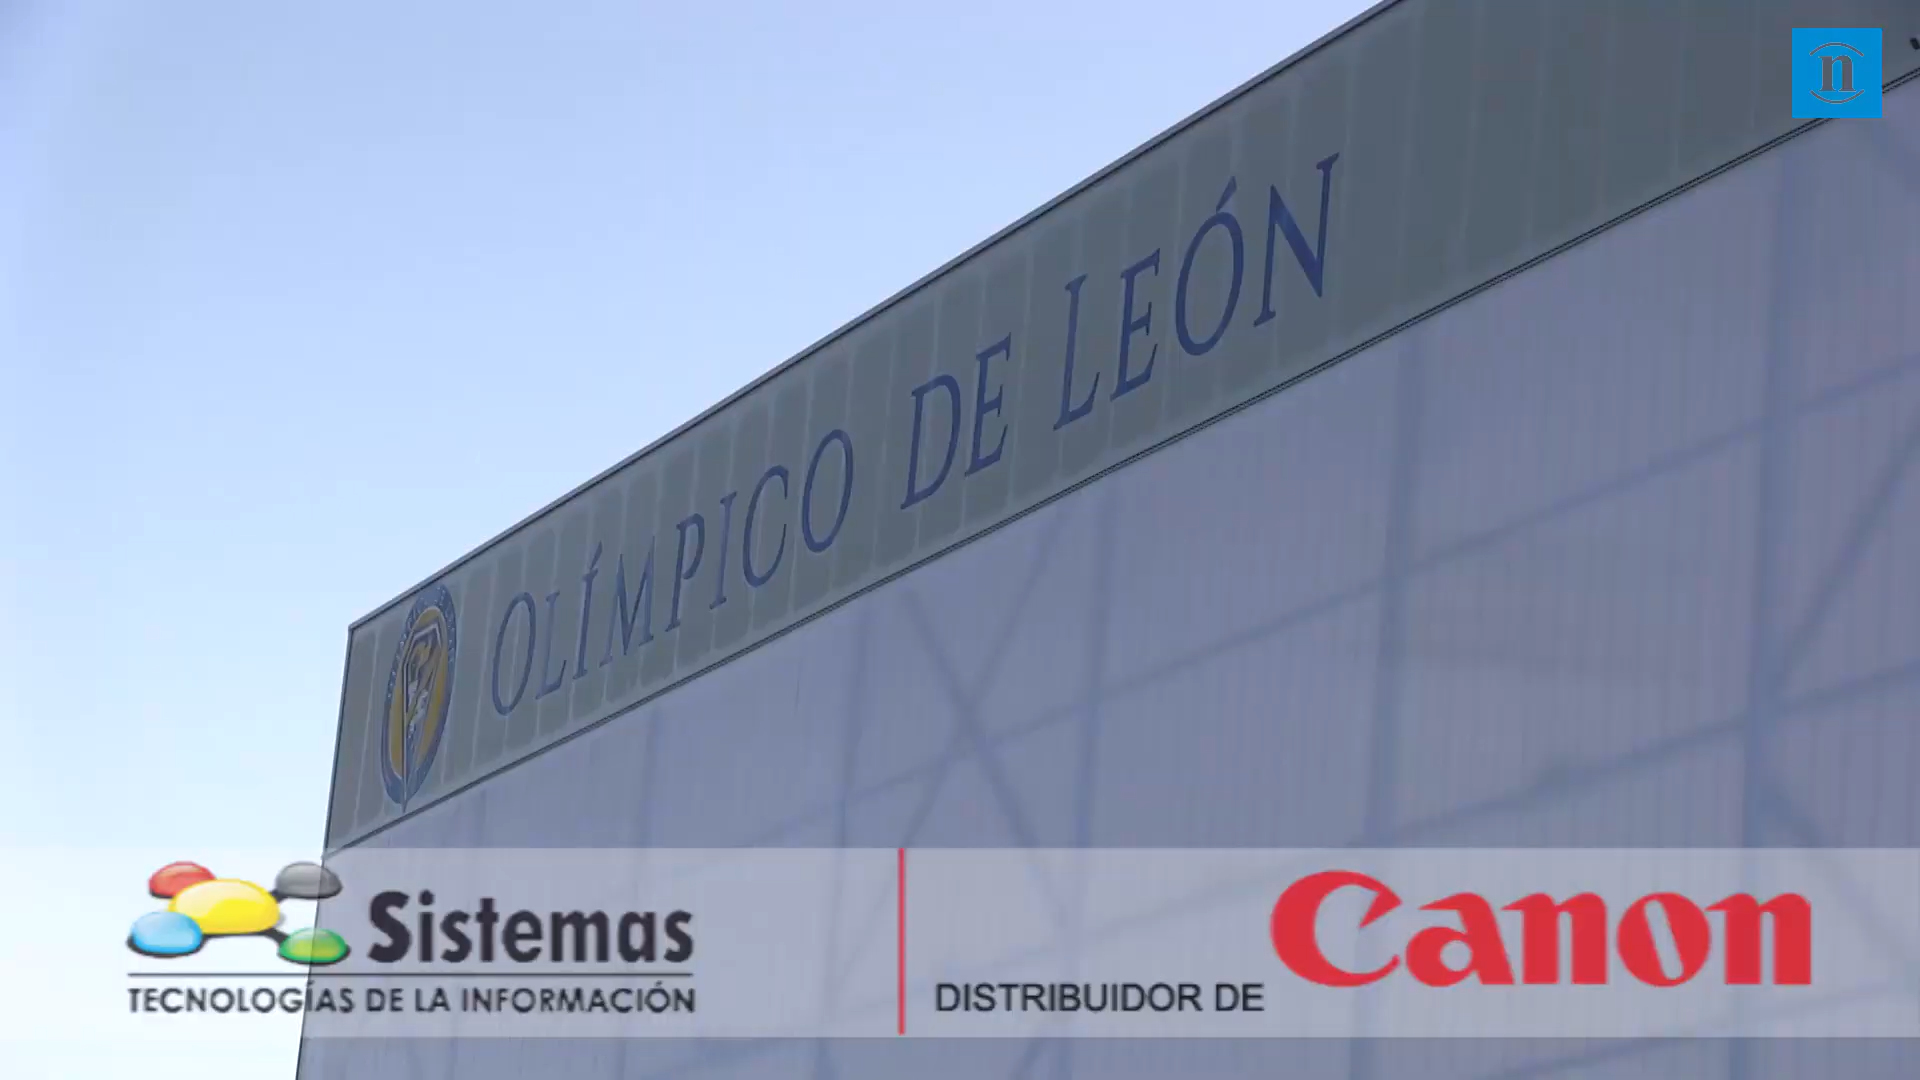 n
OLÍMPICO DE LEÓN
Sistemas
TECNOLOGÍAS DE LA INFORMACIÓN
DISTRIBUIDOR DE
Canon